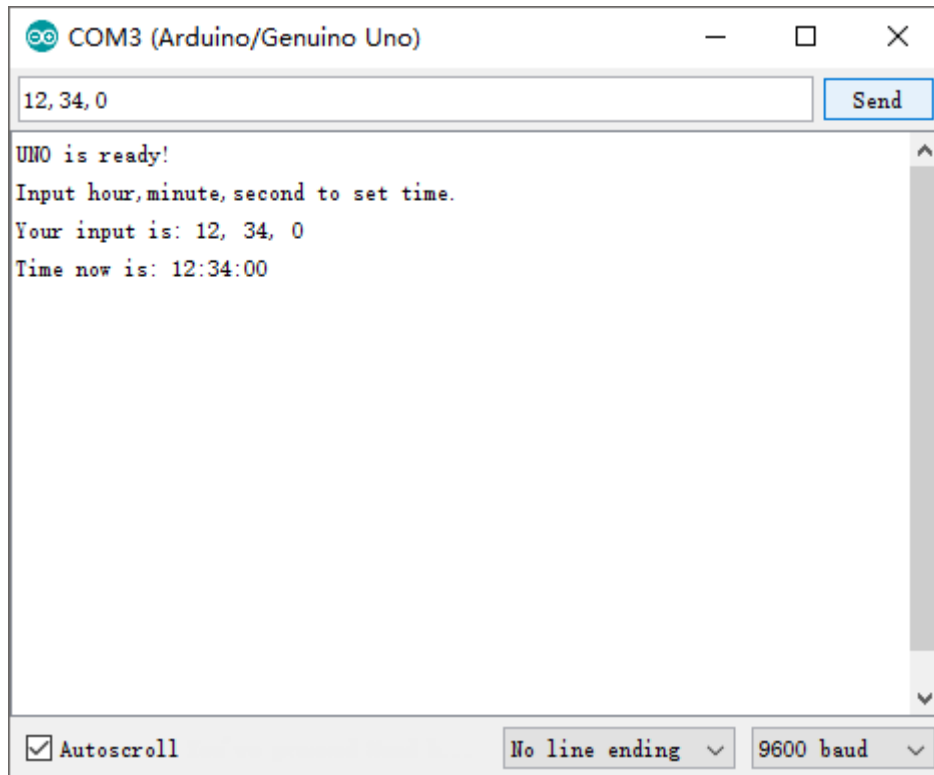 COM3 (Arduino/Genuino Uno)
12,34,0
Send
UNO is ready!
Input hour,minute,second to set time.
Your input is: 12, 34, 0
Time now is: 12:34:00
Autoscroll
No line ending
9600 baud